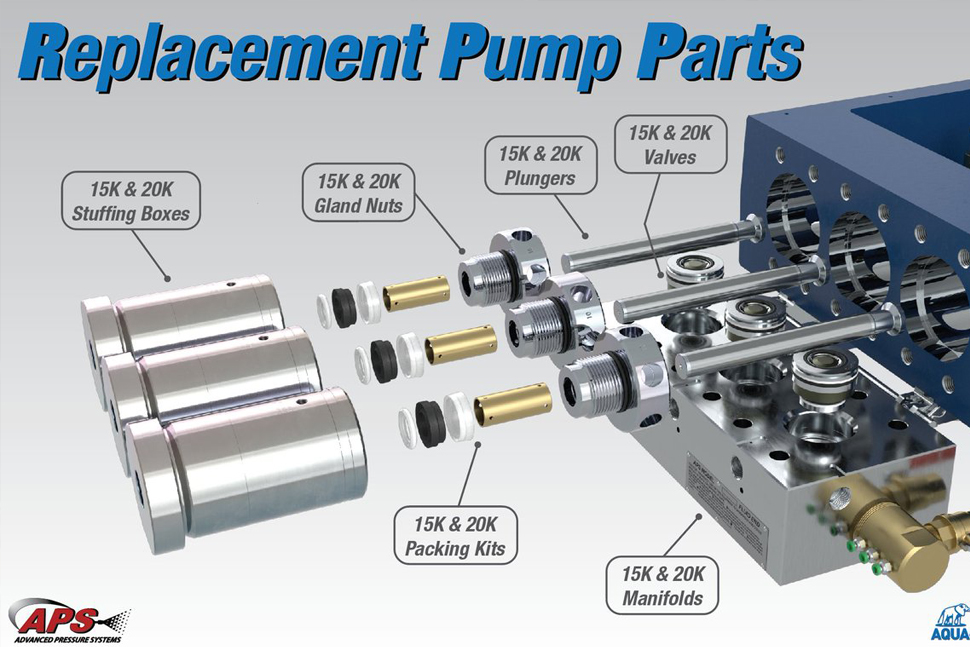 Replacement Pump Parts
15K & 20K
Valves
15K & 20K
Plungers
15K & 20K
Gland Nuts
15K & 20K
Stuffing Boxes
15K & 20K
Packing Kits
15K & 20K
Manifolds
APS
ADVANCED PRESSURE SYSTEMS
AQUA